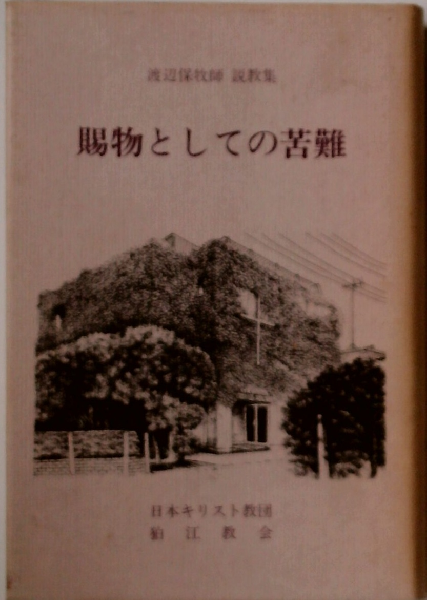 渡辺保牧師 説教集
賜物としての苦難
日本キリスト教団
狛江教会